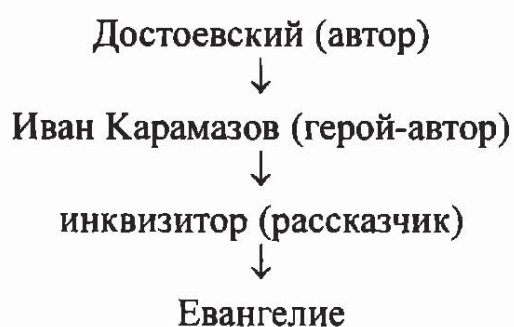 Достоевский (автор)
↓
Иван Карамазов (герой-автор)
↓
инквизитор (рассказчик)
↓
Евангелие